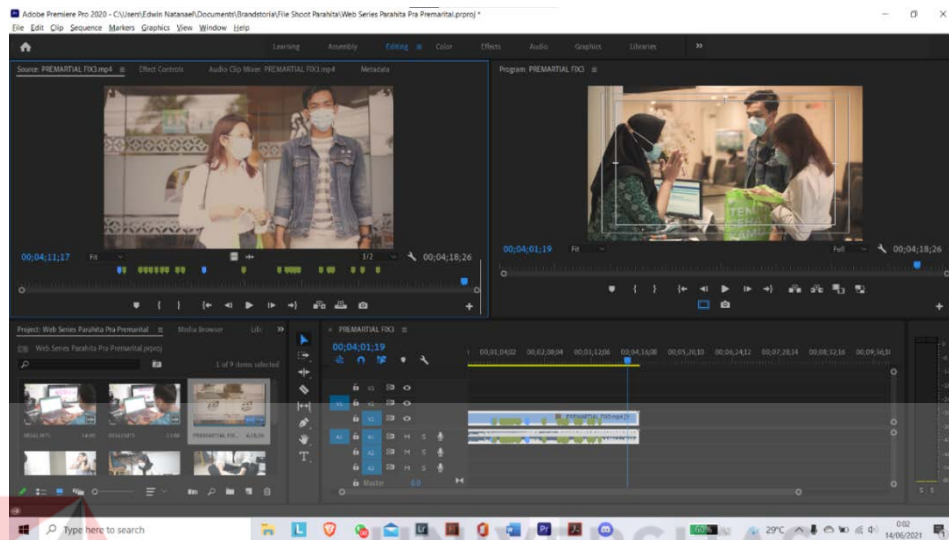 Adobe Premiere Pro 2020 - C:\Users\Edwin Natanael\Documents\Brandstoria\File Shoot Parahita\Web Series Parahita Pra Premarital.prproj *
File Edit Clip Sequence Markers Graphics View Window Help
Learning Assembly Editing Color Effects Audio Graphics Libraries
Source: PREMARTIAL FIX3.mp4 Effect Controls Audio Clip Mixer: PREMARTIAL FIX3.mp4 Metadata
Program: PREMARTIAL FIX3
00;04;11;17 Fit 1/2 00;04;18;26
00;04;01;19 Fit Full 00;04;18;26
Project: Web Series Parahita Pra Premarital Media Browser
Web Series Parahita Pra Premarital.prproj
1 of 9 items selected
PREMARTIAL FIX...
PREMARTIAL FIX3
00;04;01;19
00;01;04;02 00;02;08;04 00;03;12;06 00;04;16;08 00;05;20;10 00;06;24;12 00;07;28;14 00;08;32;16
PREMARTIAL FIX3.mp4 [V]
V3
V2
V1
A1 M S
A2 M S
A3 M S
Master 0.0
S S
Type here to search
29°C
0:02
14/06/2021